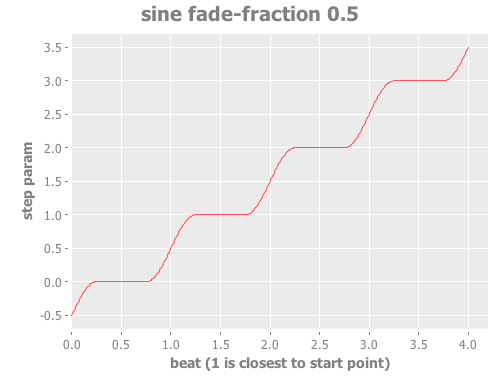 sine fade-fraction 0.5
3.5
3.0
2.5
2.0
1.5
1.0
0.5
0.0
-0.5
step param
0.0 0.5 1.0 1.5 2.0 2.5 3.0 3.5 4.0
beat (1 is closest to start point)